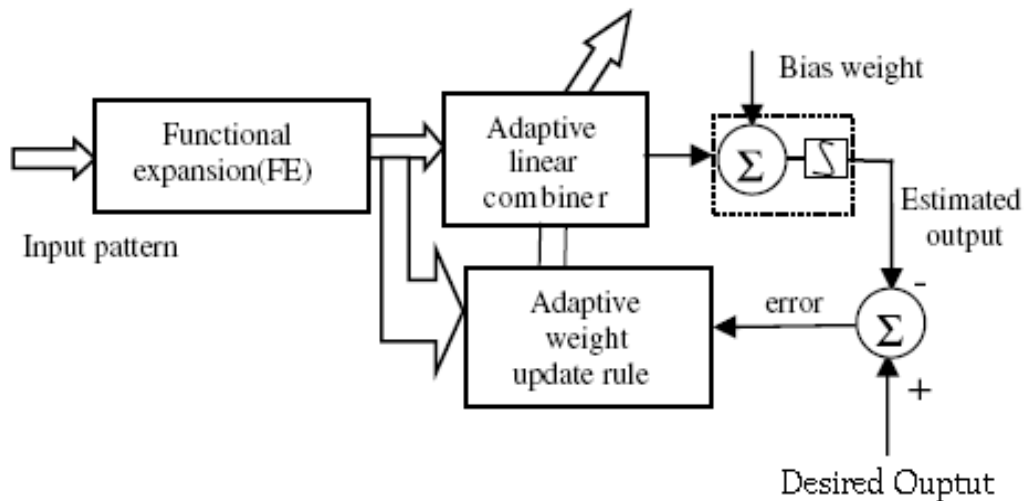 Bias weight
Functional
expansion(FE)
Adaptive
linear
combiner
Σ
Input pattern
Estimated
output
-
Adaptive
weight
update rule
error
Σ
+
Desired Ouptut